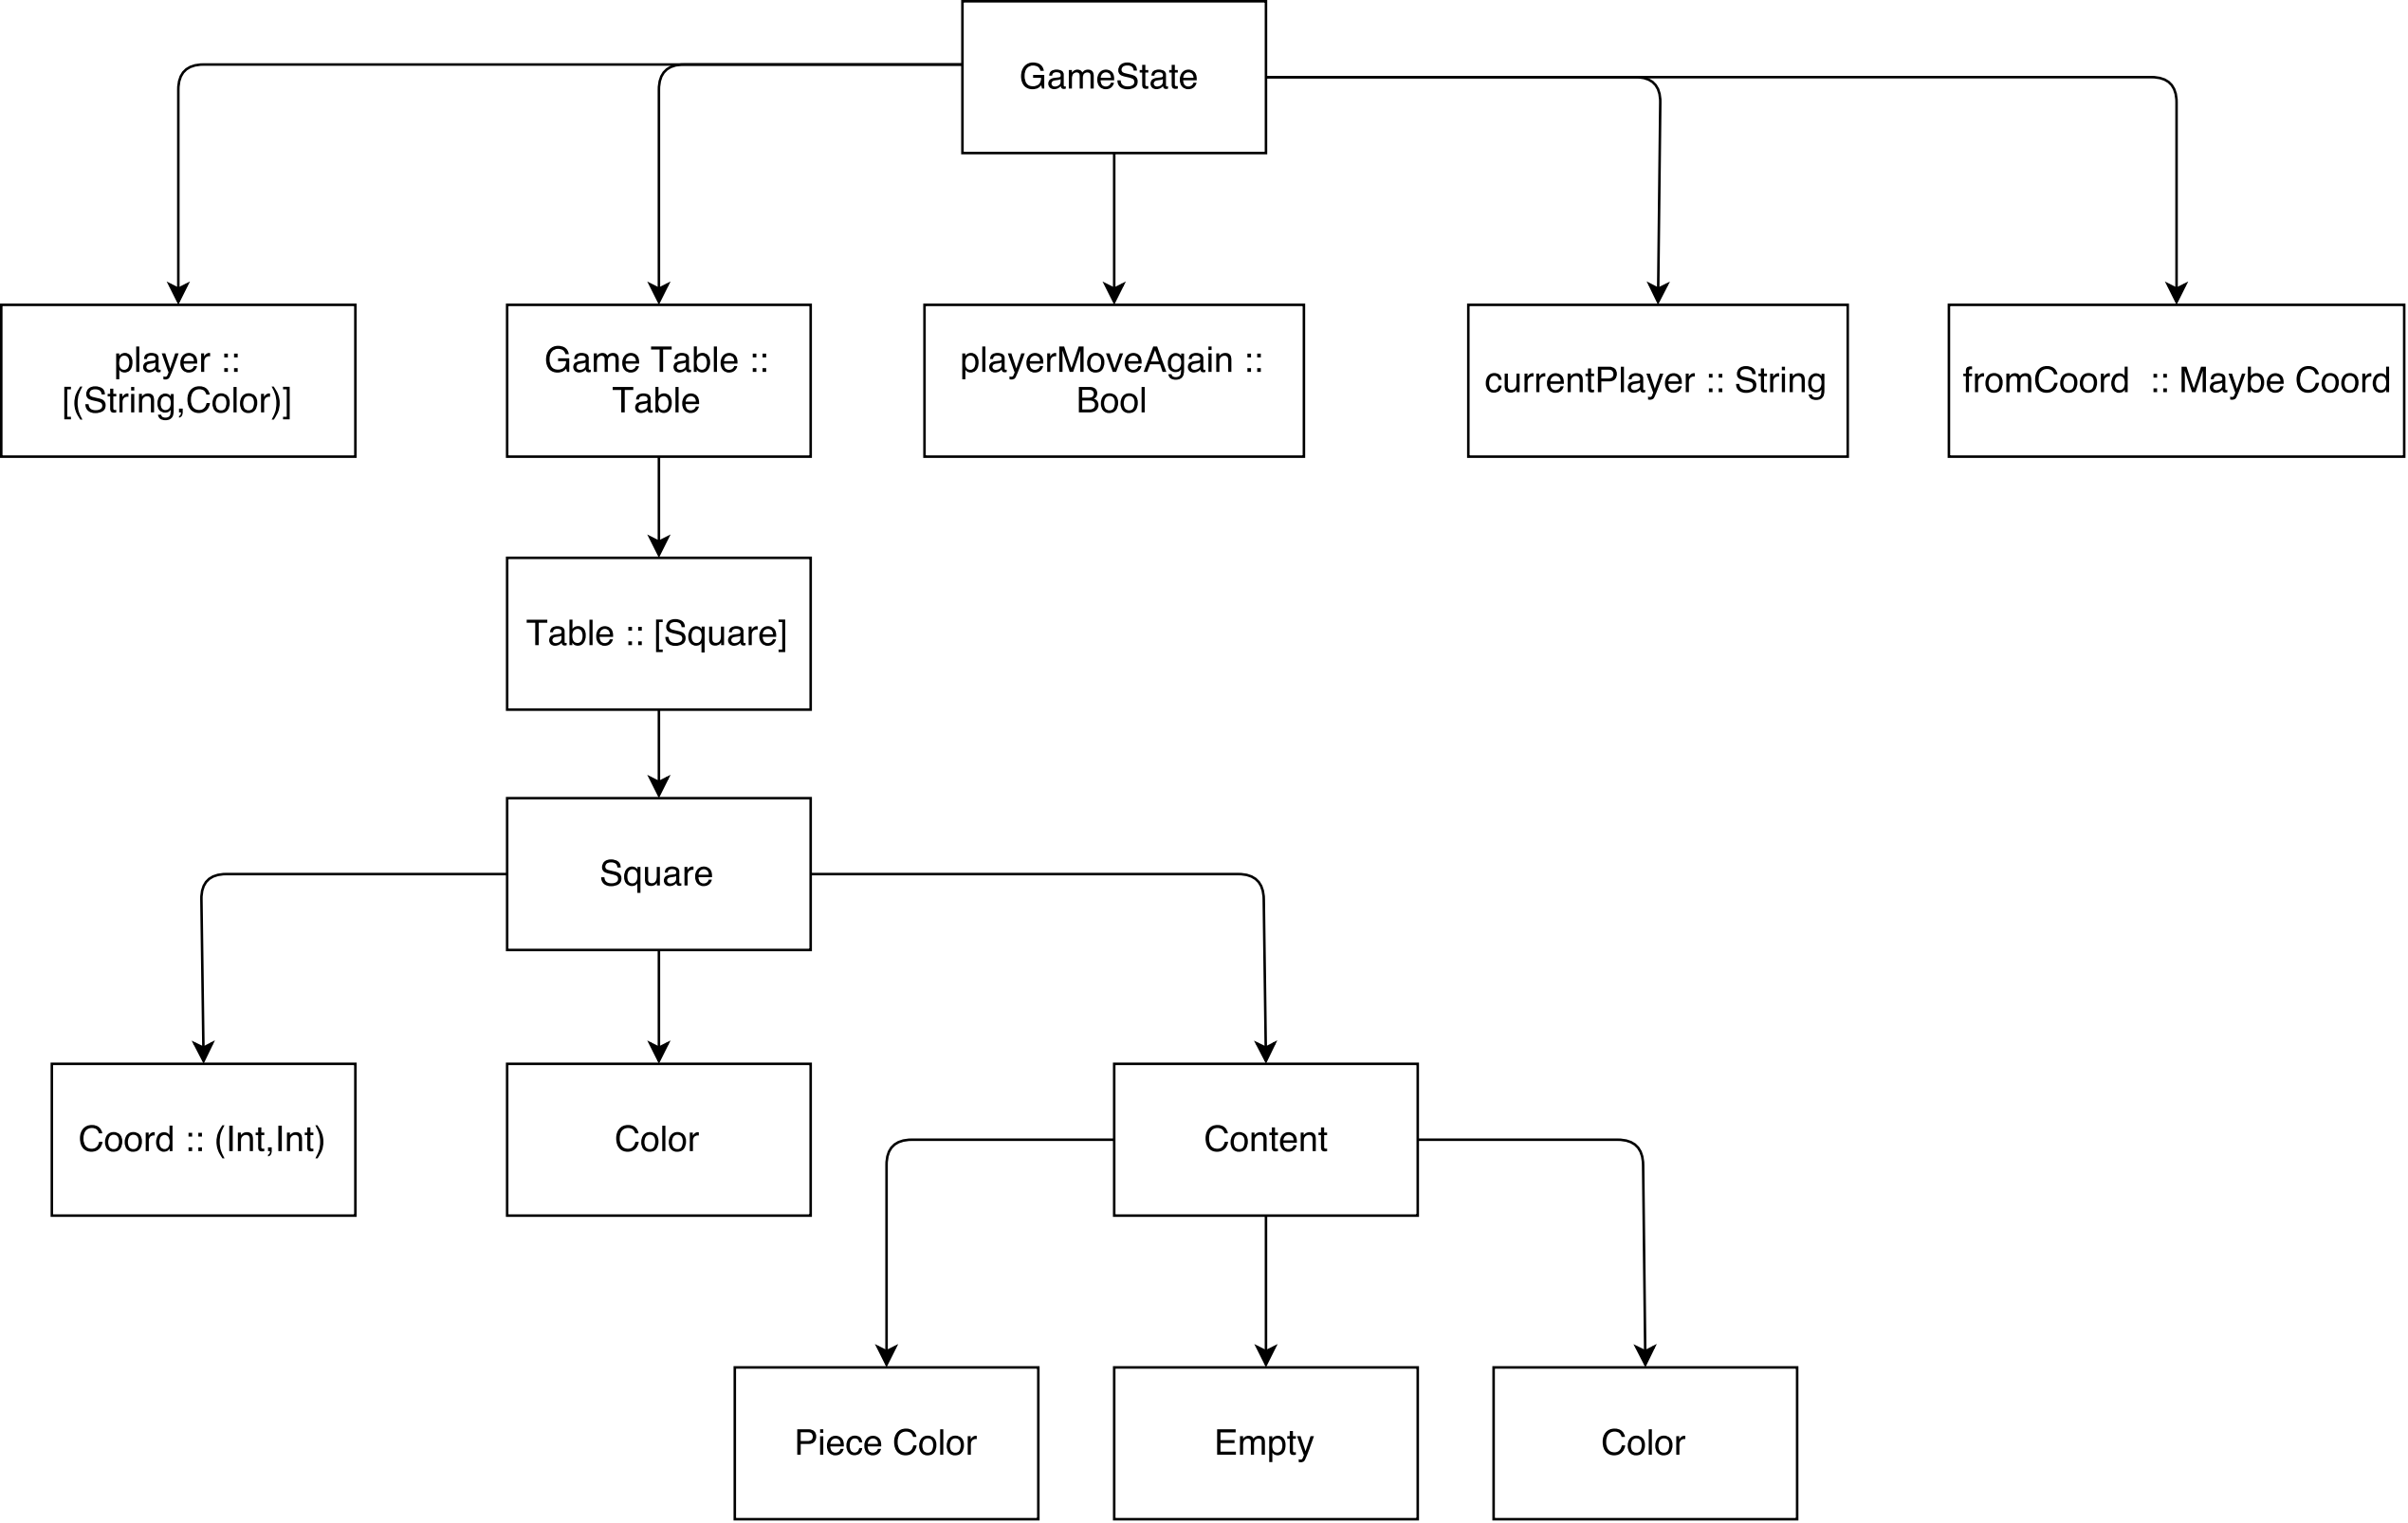 GameState
player ::
[(String,Color)]
Game Table ::
Table
playerMoveAgain ::
Bool
currentPlayer :: String
fromCoord  :: Maybe Coord
Table :: [Square]
Square
Coord :: (Int,Int)
Color
Content
Piece Color
Empty
Color